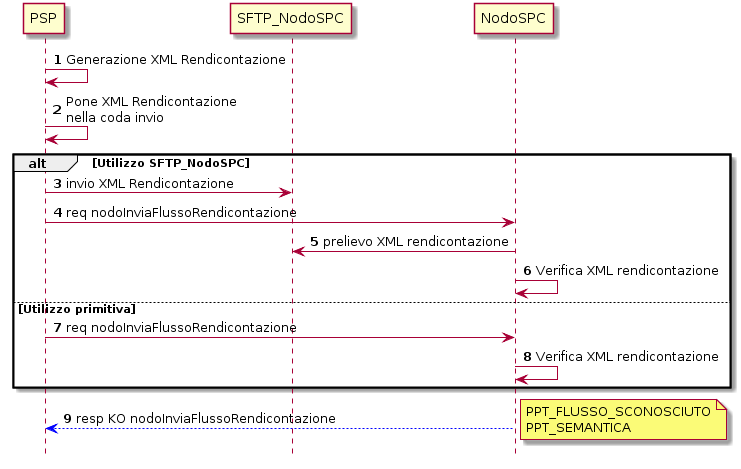 PSP
SFTP_NodoSPC
NodoSPC
1 Generazione XML Rendicontazione
2 Pone XML Rendicontazione
nella coda invio
alt [Utilizzo SFTP_NodoSPC]
3 invio XML Rendicontazione
4 req nodoInviaFlussoRendicontazione
5 prelievo XML rendicontazione
6 Verifica XML rendicontazione
[Utilizzo primitiva]
7 req nodoInviaFlussoRendicontazione
8 Verifica XML rendicontazione
9 resp KO nodoInviaFlussoRendicontazione
PPT_FLUSSO_SCONOSCIUTO
PPT_SEMANTICA